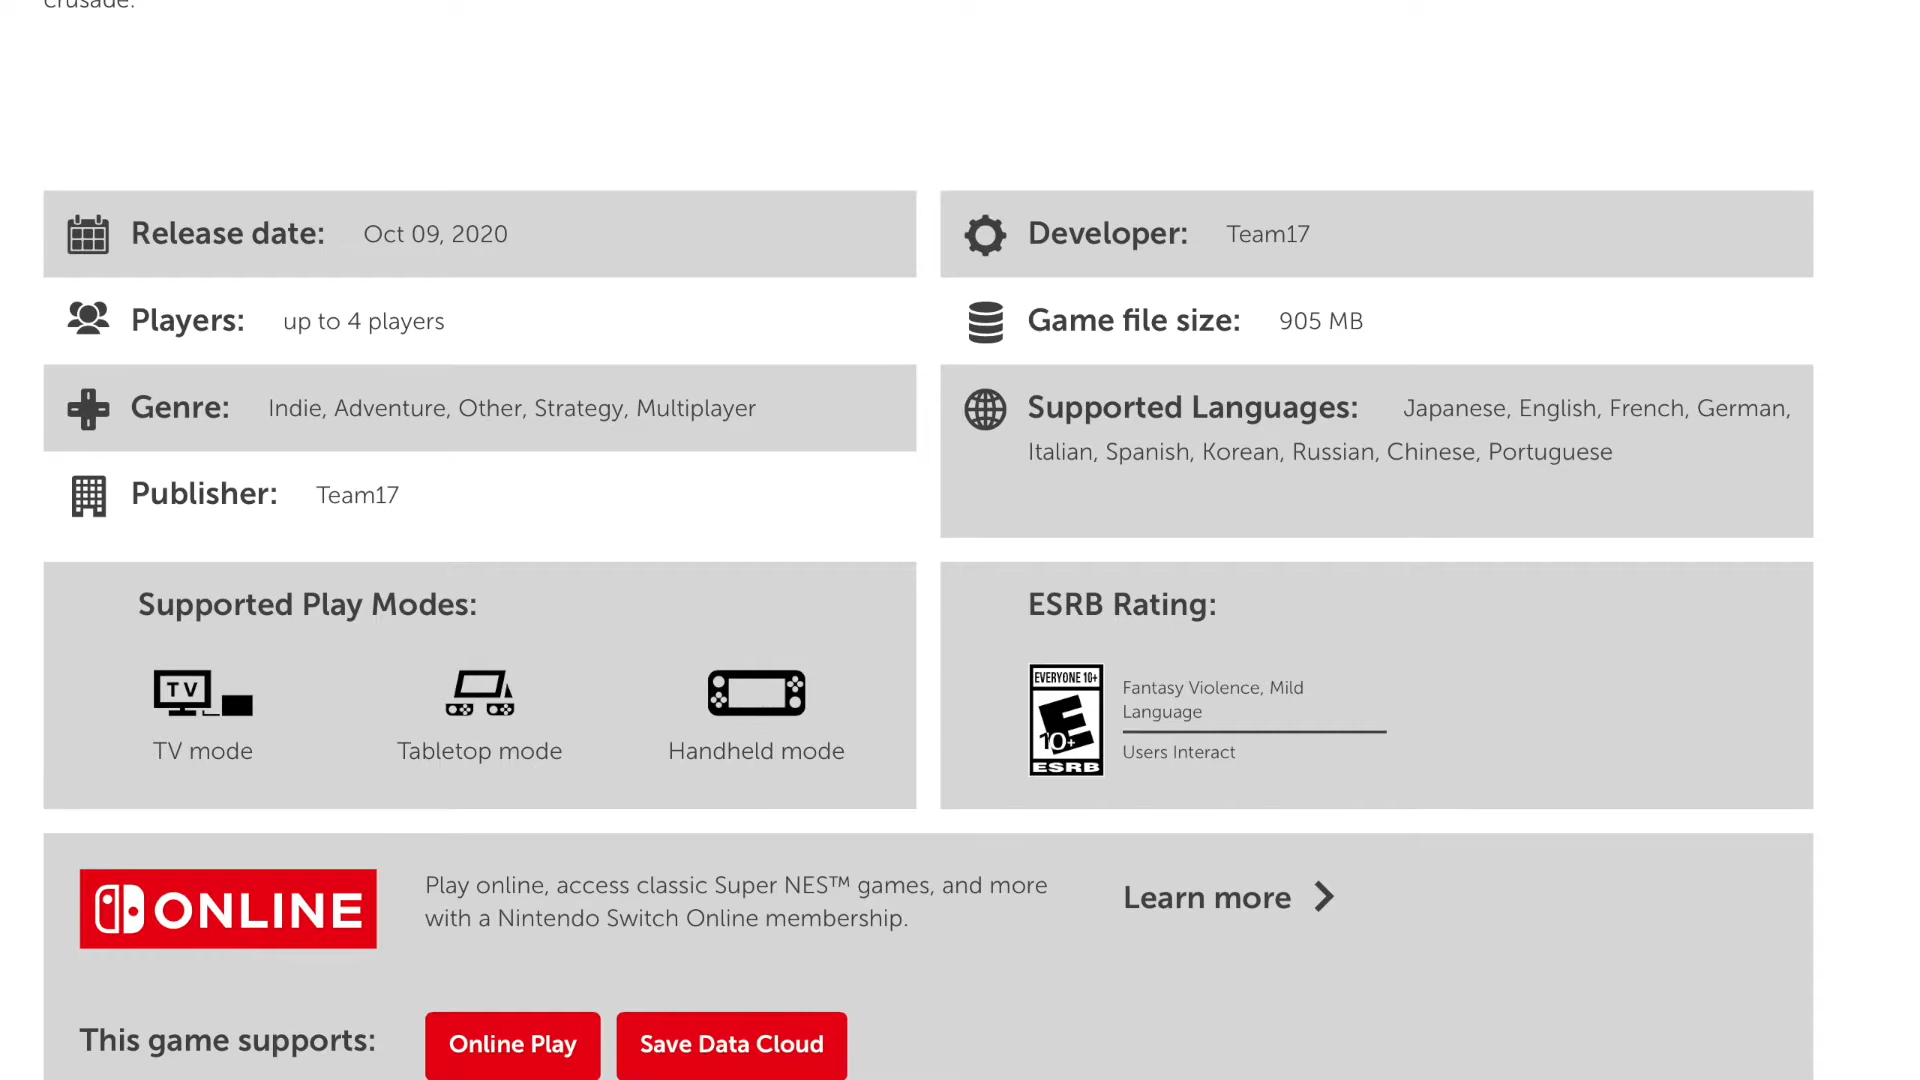 crusade.
Release date: Oct 09, 2020
Players: up to 4 players
Genre: Indie, Adventure, Other, Strategy, Multiplayer
Publisher: Team17
Developer: Team17
Game file size: 905 MB
Supported Languages: Japanese, English, French, German,
Italian, Spanish, Korean, Russian, Chinese, Portuguese
Supported Play Modes:
TV
TV mode
Tabletop mode
Handheld mode
ESRB Rating:
EVERYONE 10+
E
10+
ESRB
Fantasy Violence, Mild
Language
Users Interact
ONLINE
Play online, access classic Super NES™ games, and more
with a Nintendo Switch Online membership.
Learn more
This game supports:
Online Play
Save Data Cloud